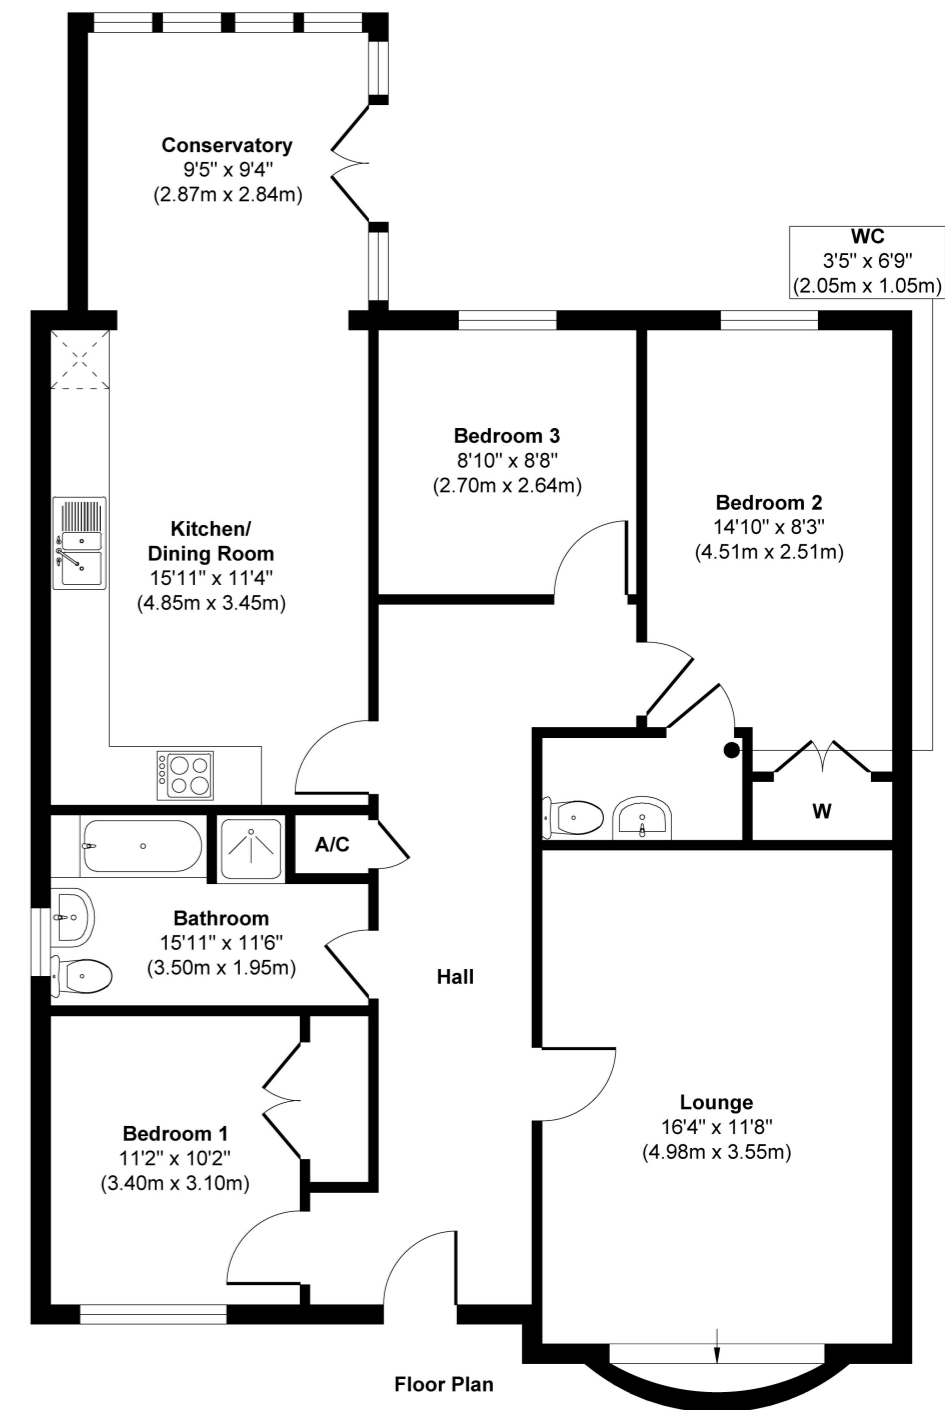 Conservatory
9'5" x 9'4"
(2.87m x 2.84m)
WC
3'5" x 6'9"
(2.05m x 1.05m)
Bedroom 3
8'10" x 8'8"
(2.70m x 2.64m)
Bedroom 2
14'10" x 8'3"
(4.51m x 2.51m)
Kitchen/
Dining Room
15'11" x 11'4"
(4.85m x 3.45m)
W
A/C
Bathroom
15'11" x 11'6"
(3.50m x 1.95m)
Hall
Lounge
16'4" x 11'8"
(4.98m x 3.55m)
Bedroom 1
11'2" x 10'2"
(3.40m x 3.10m)
Floor Plan